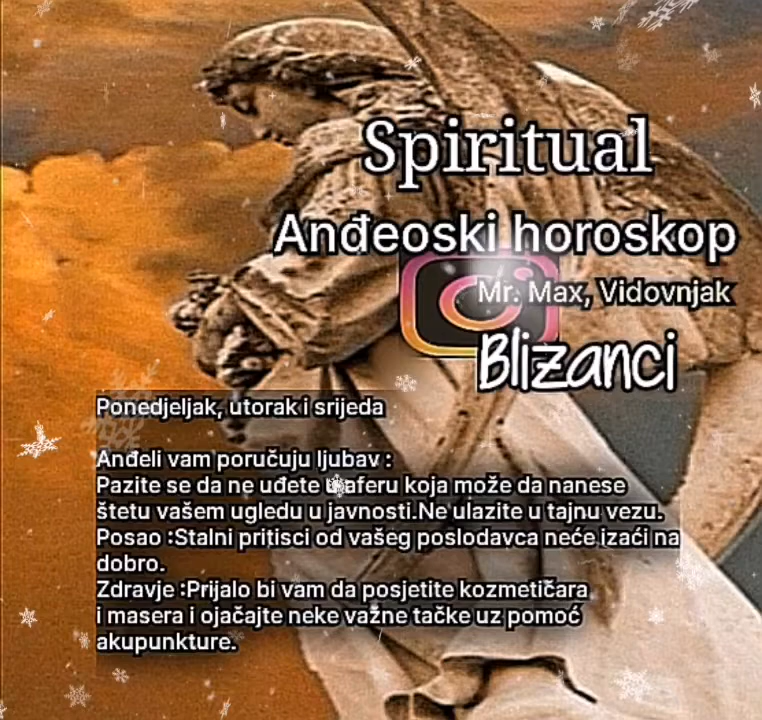 Spiritual
Anđeoski horoskop
Mr. Max, Vidovnjak
Blizanci
Ponedjeljak, utorak i srijeda
Anđeli vam poručuju ljubav :
Pazite se da ne uđete aferu koja može da nanese
štetu vašem ugledu u javnosti.Ne ulazite u tajnu vezu.
Posao :Stalni pritisci od vašeg poslodavca neće izaći na
dobro.
Zdravje :Prijalo bi vam da posjetite kozmetičara
i masera i ojačajte neke važne tačke uz pomoć
akupunkture.